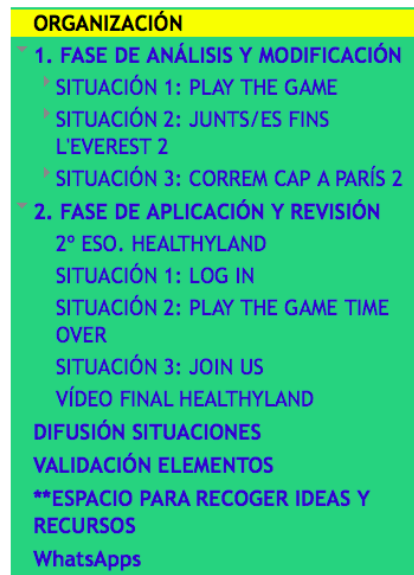 ORGANIZACIÓN
1. FASE DE ANÁLISIS Y MODIFICACIÓN
SITUACIÓN 1: PLAY THE GAME
SITUACIÓN 2: JUNTS/ES FINS
L'EVEREST 2
SITUACIÓN 3: CORREM CAP A PARÍS 2
2. FASE DE APLICACIÓN Y REVISIÓN
2º ESO. HEALTHYLAND
SITUACIÓN 1: LOG IN
SITUACIÓN 2: PLAY THE GAME TIME
OVER
SITUACIÓN 3: JOIN US
VÍDEO FINAL HEALTHYLAND
DIFUSIÓN SITUACIONES
VALIDACIÓN ELEMENTOS
**ESPACIO PARA RECOGER IDEAS Y
RECURSOS
WhatsApps